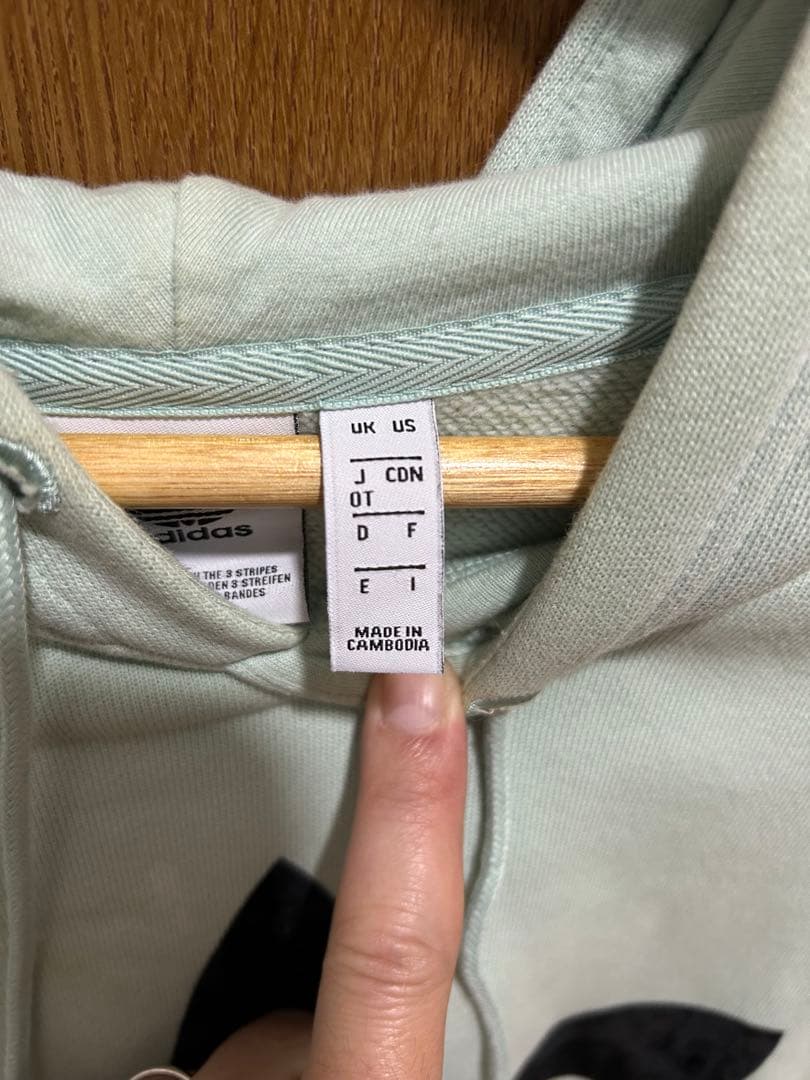 UK US
J CDN
OT
D F
E I
MADE IN
CAMBODIA
adidas
THE 3 STRIPES
3 STREIFEN
BANDES